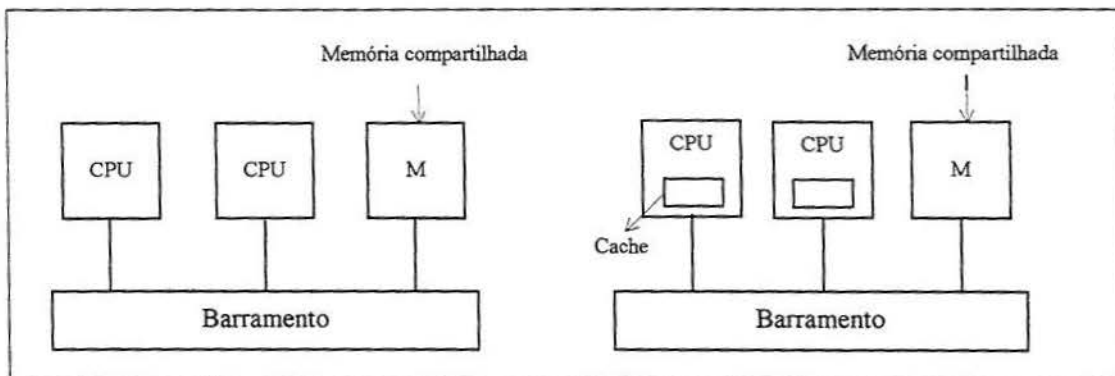 Memória compartilhada
CPU
CPU
M
Barramento
Memória compartilhada
CPU
CPU
M
Cache
Barramento